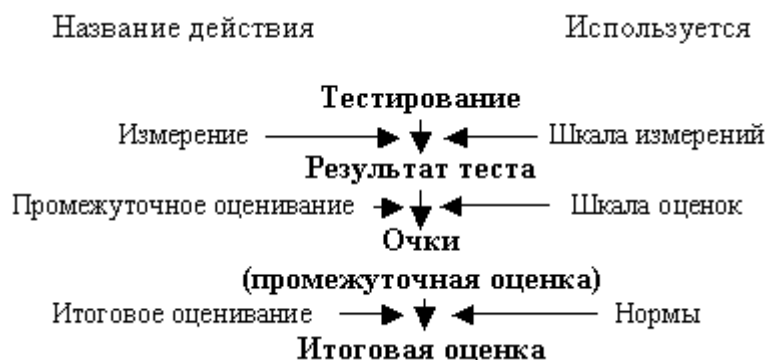 Название действия Используется
Тестирование
Измерение Шкала измерений
Результат теста
Промежуточное оценивание Шкала оценок
Очки
(промежуточная оценка)
Итоговое оценивание Нормы
Итоговая оценка